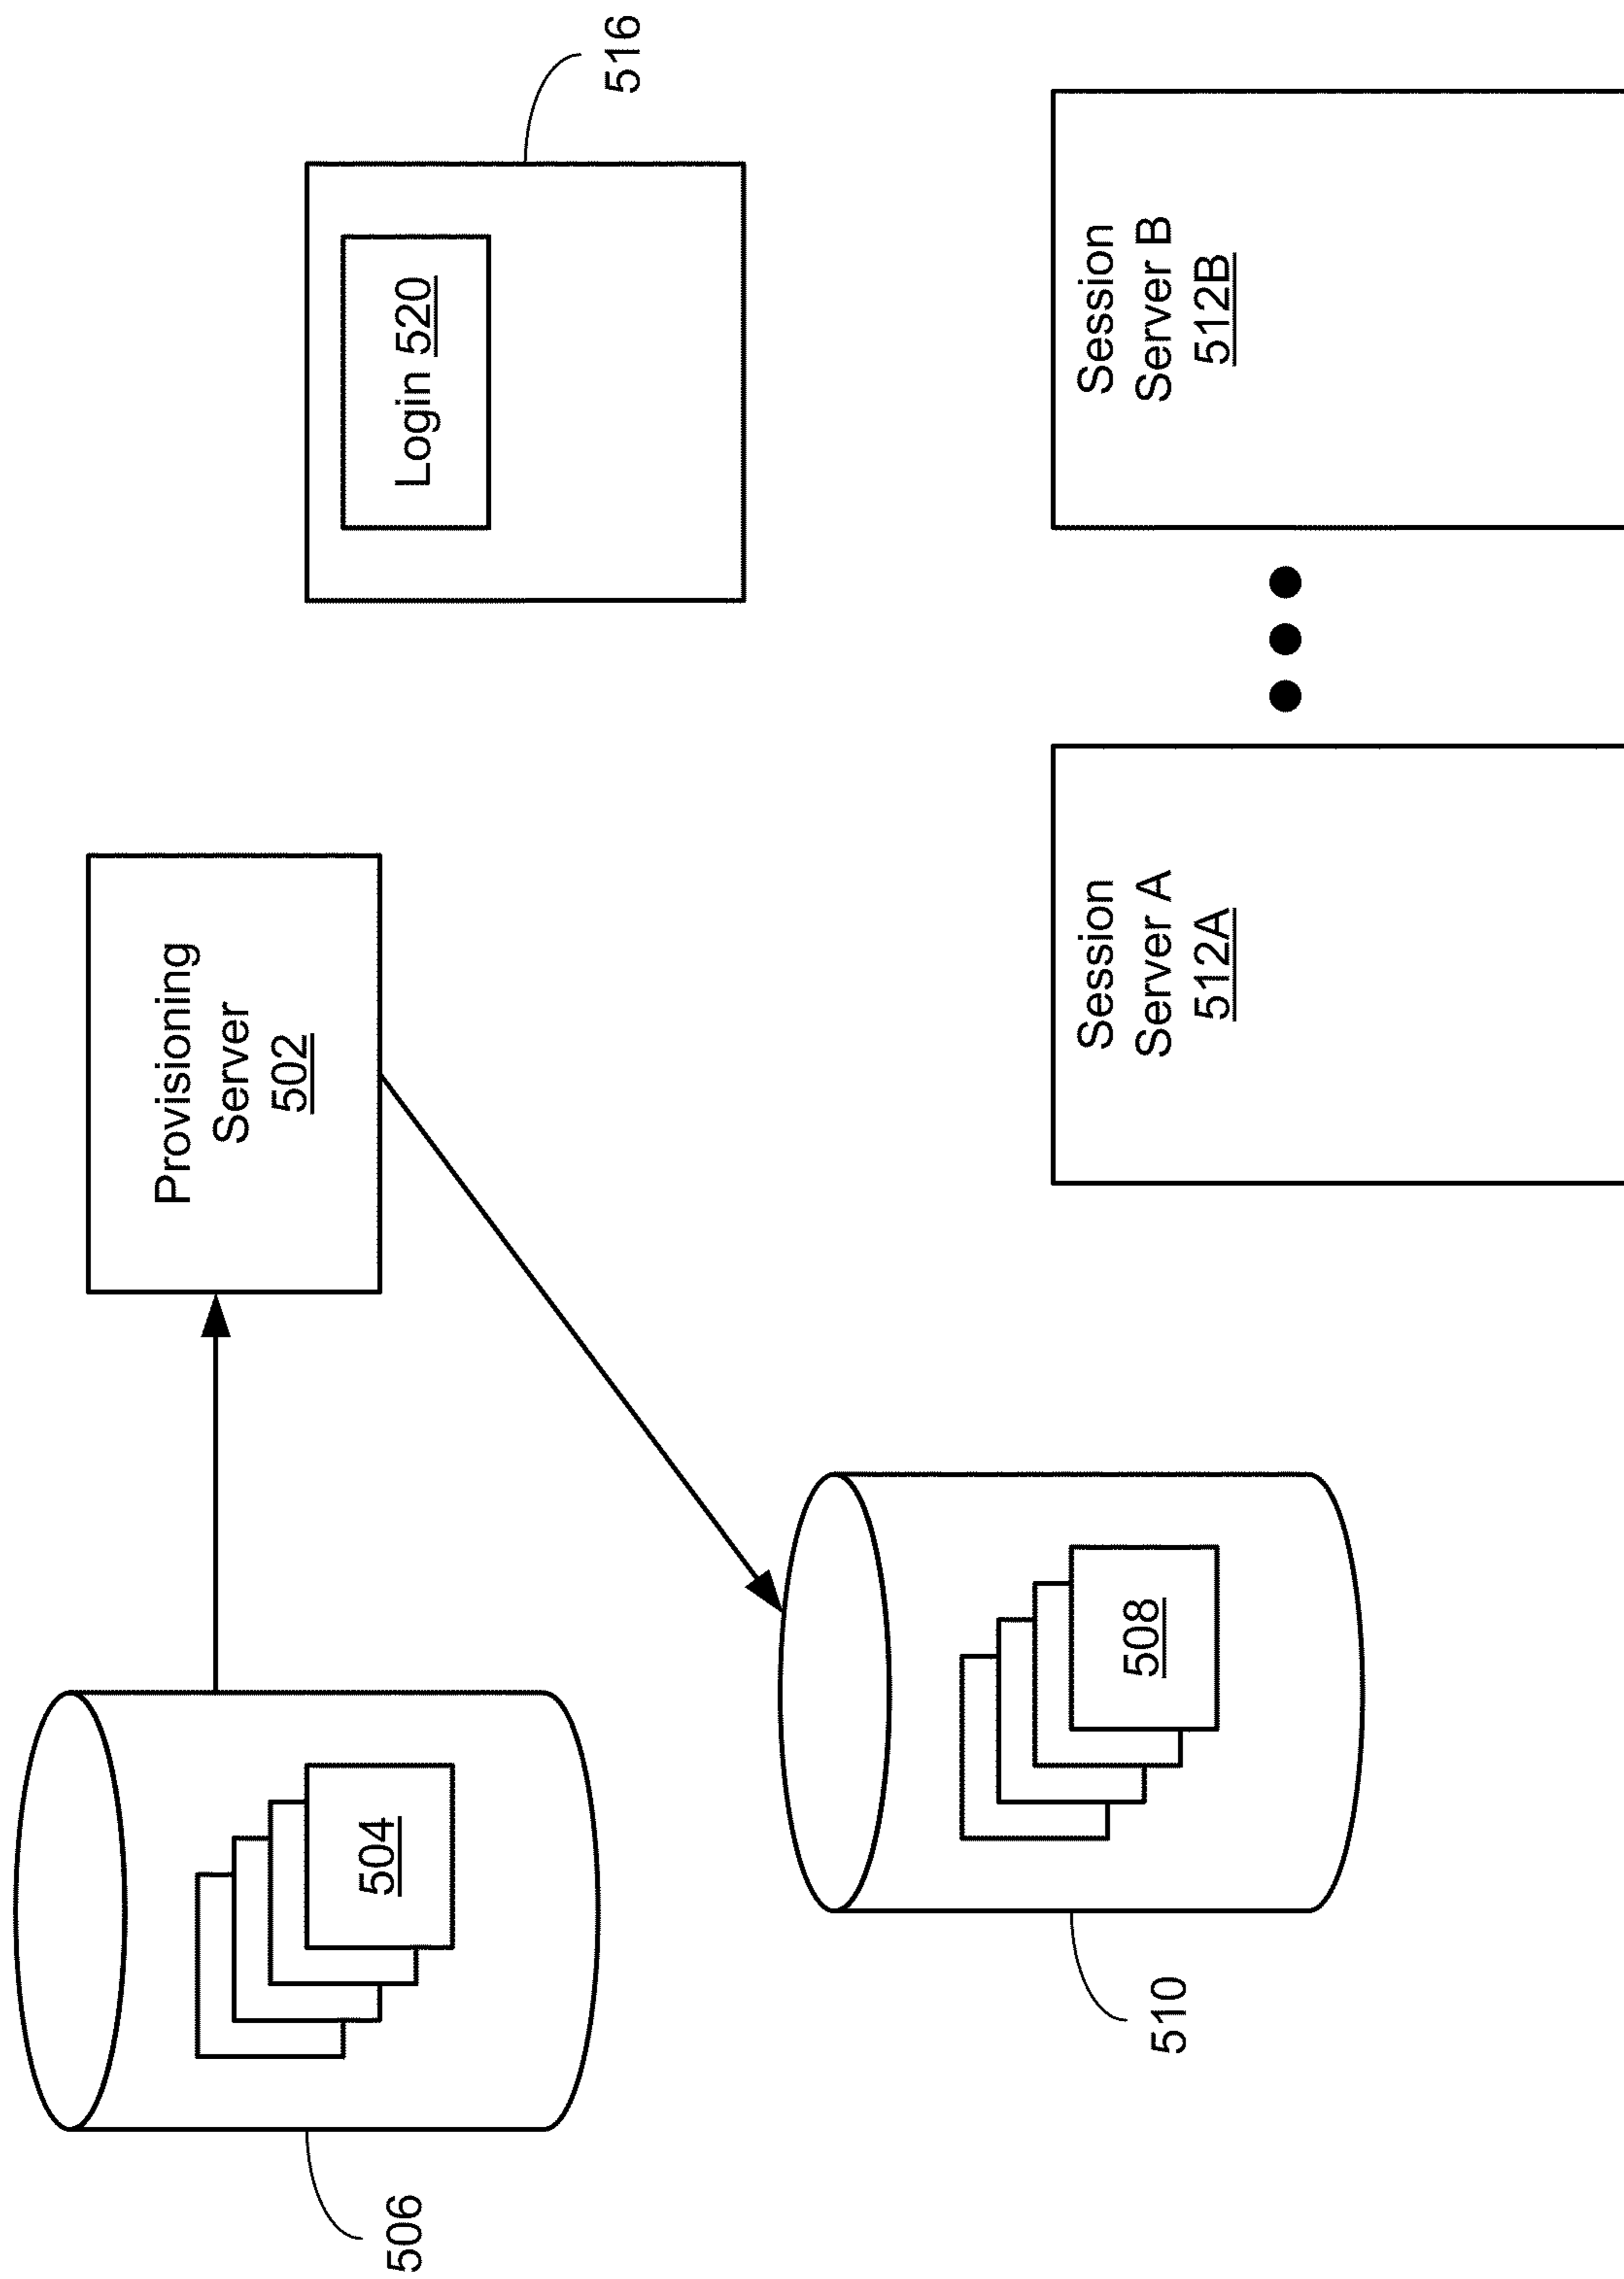 506
504
Provisioning
Server
502
Login 520
516
510
508
Session
Server A
512A
Session
Server B
512B